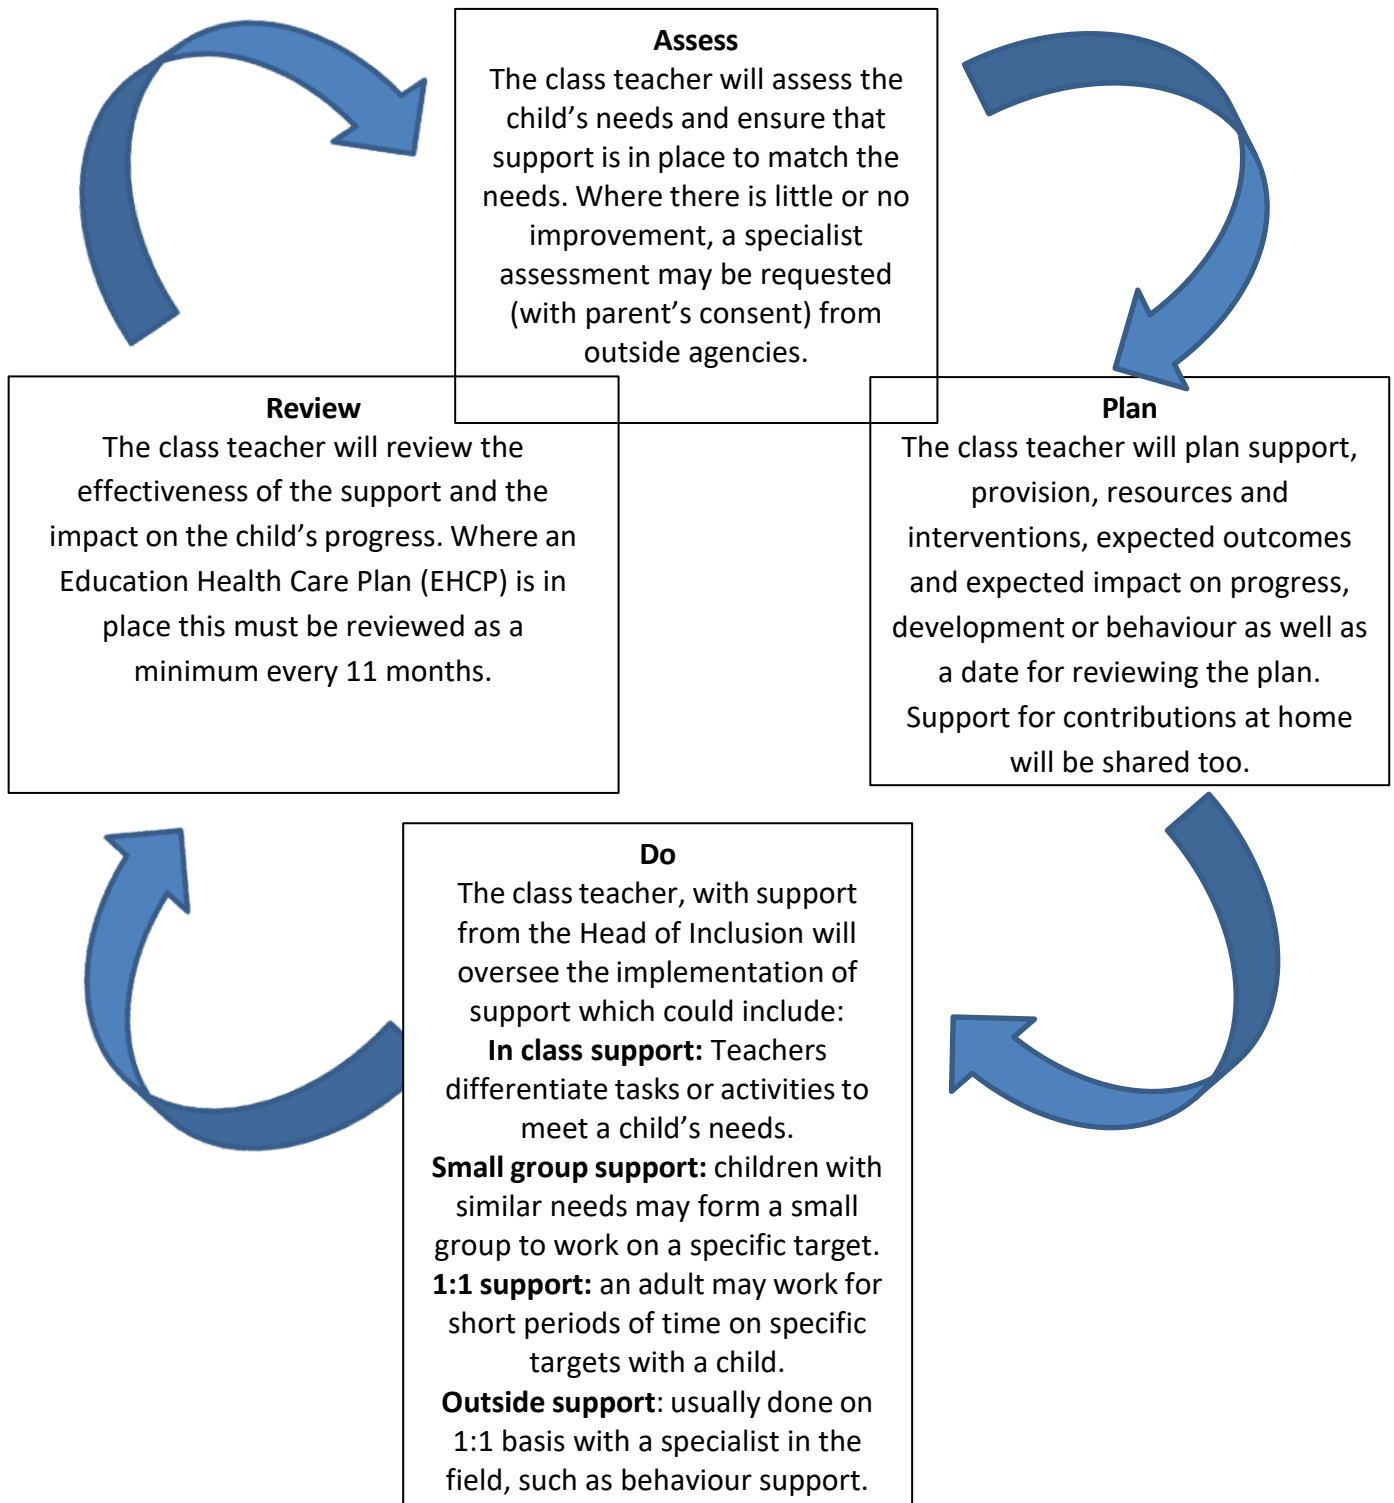 Assess
The class teacher will assess the
child’s needs and ensure that
support is in place to match the
needs. Where there is little or no
improvement, a specialist
assessment may be requested
(with parent’s consent) from
outside agencies.
Plan
The class teacher will plan support,
provision, resources and
interventions, expected outcomes
and expected impact on progress,
development or behaviour as well as
a date for reviewing the plan.
Support for contributions at home
will be shared too.
Do
The class teacher, with support
from the Head of Inclusion will
oversee the implementation of
support which could include:
In class support: Teachers
differentiate tasks or activities to
meet a child’s needs.
Small group support: children with
similar needs may form a small
group to work on a specific target.
1:1 support: an adult may work for
short periods of time on specific
targets with a child.
Outside support: usually done on
1:1 basis with a specialist in the
field, such as behaviour support.
Review
The class teacher will review the
effectiveness of the support and the
impact on the child’s progress. Where an
Education Health Care Plan (EHCP) is in
place this must be reviewed as a
minimum every 11 months.